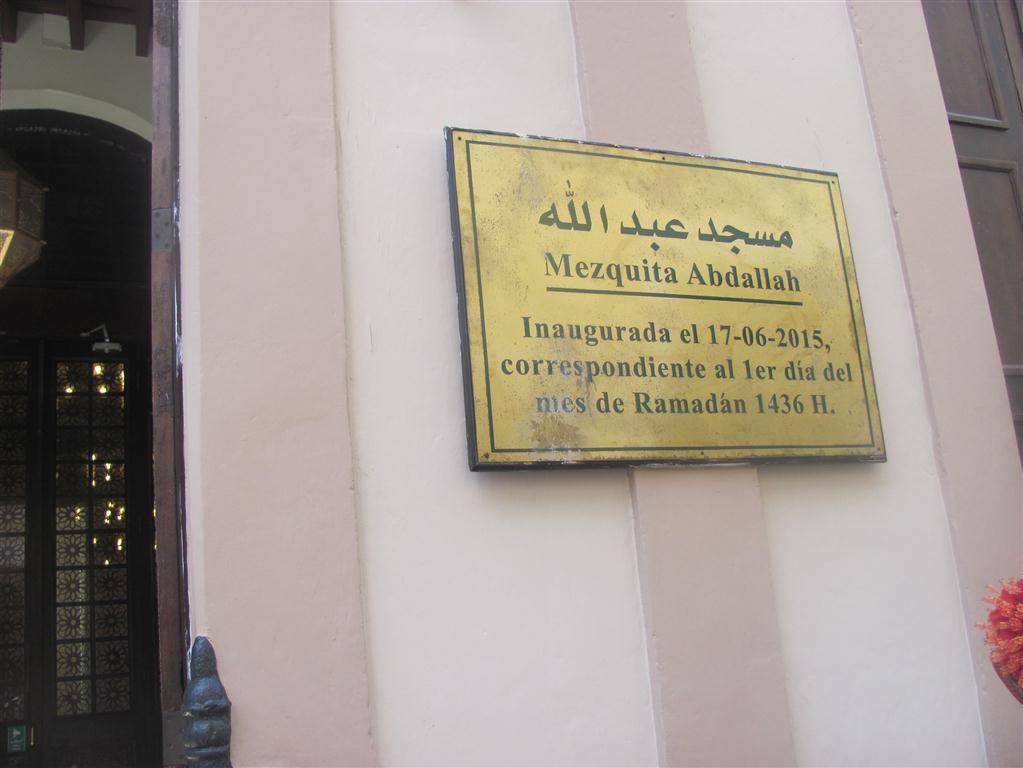 مسجد عبد الله
Mezquita Abdallah
Inaugurada el 17-06-2015,
correspondiente al 1er día del
mes de Ramadán 1436 H.